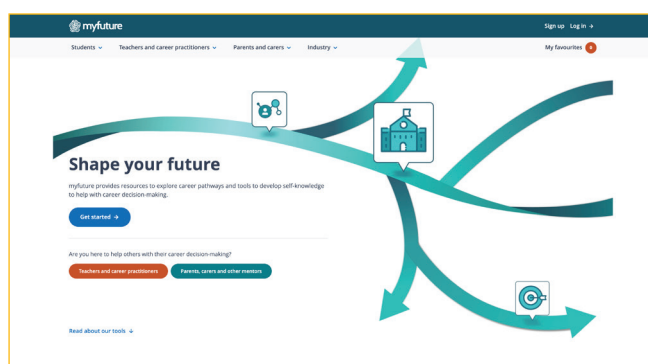 myfuture
Sign up Log in →
Students Teachers and career practitioners Parents and carers Industry
My favourites 0
Shape your future
myfuture provides resources to explore career pathways and tools to develop self-knowledge
to help with career decision-making.
Get started →
Are you here to help others with their career decision-making?
Teachers and career practitioners Parents, carers and other mentors
Read about our tools ↓